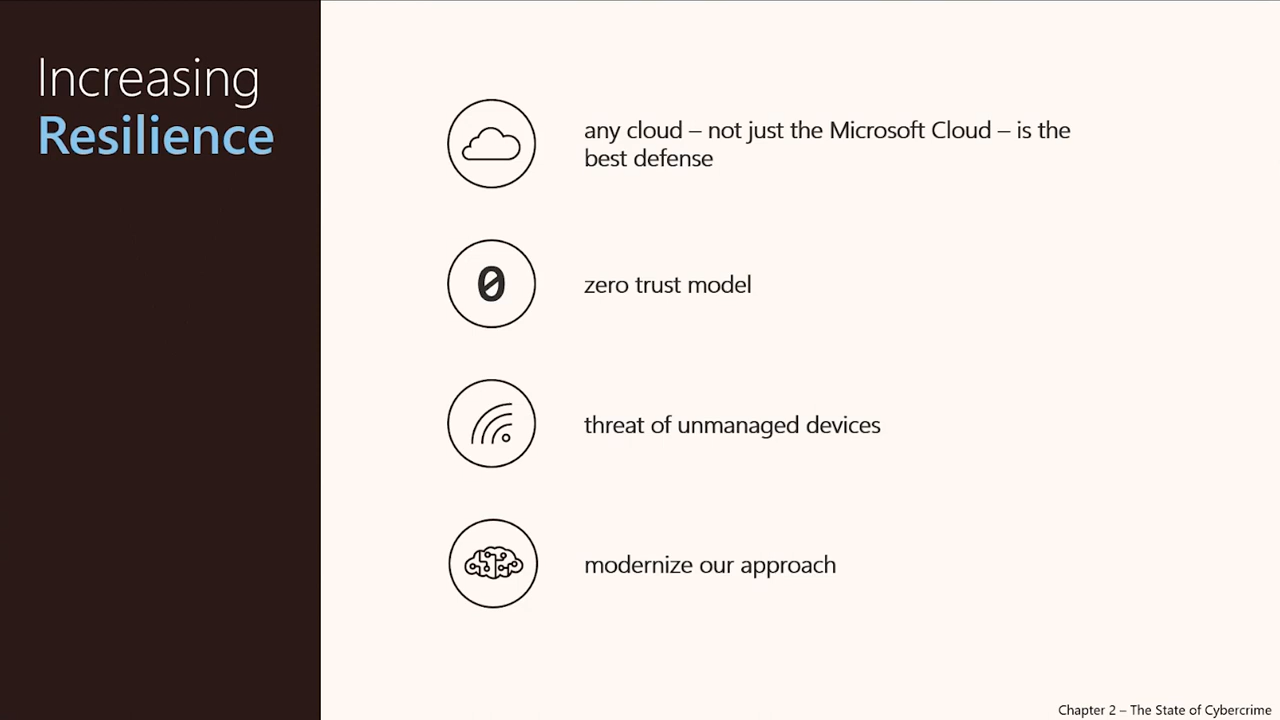 Increasing
Resilience
any cloud – not just the Microsoft Cloud – is the
best defense
0
zero trust model
threat of unmanaged devices
modernize our approach
Chapter 2 – The State of Cybercrime